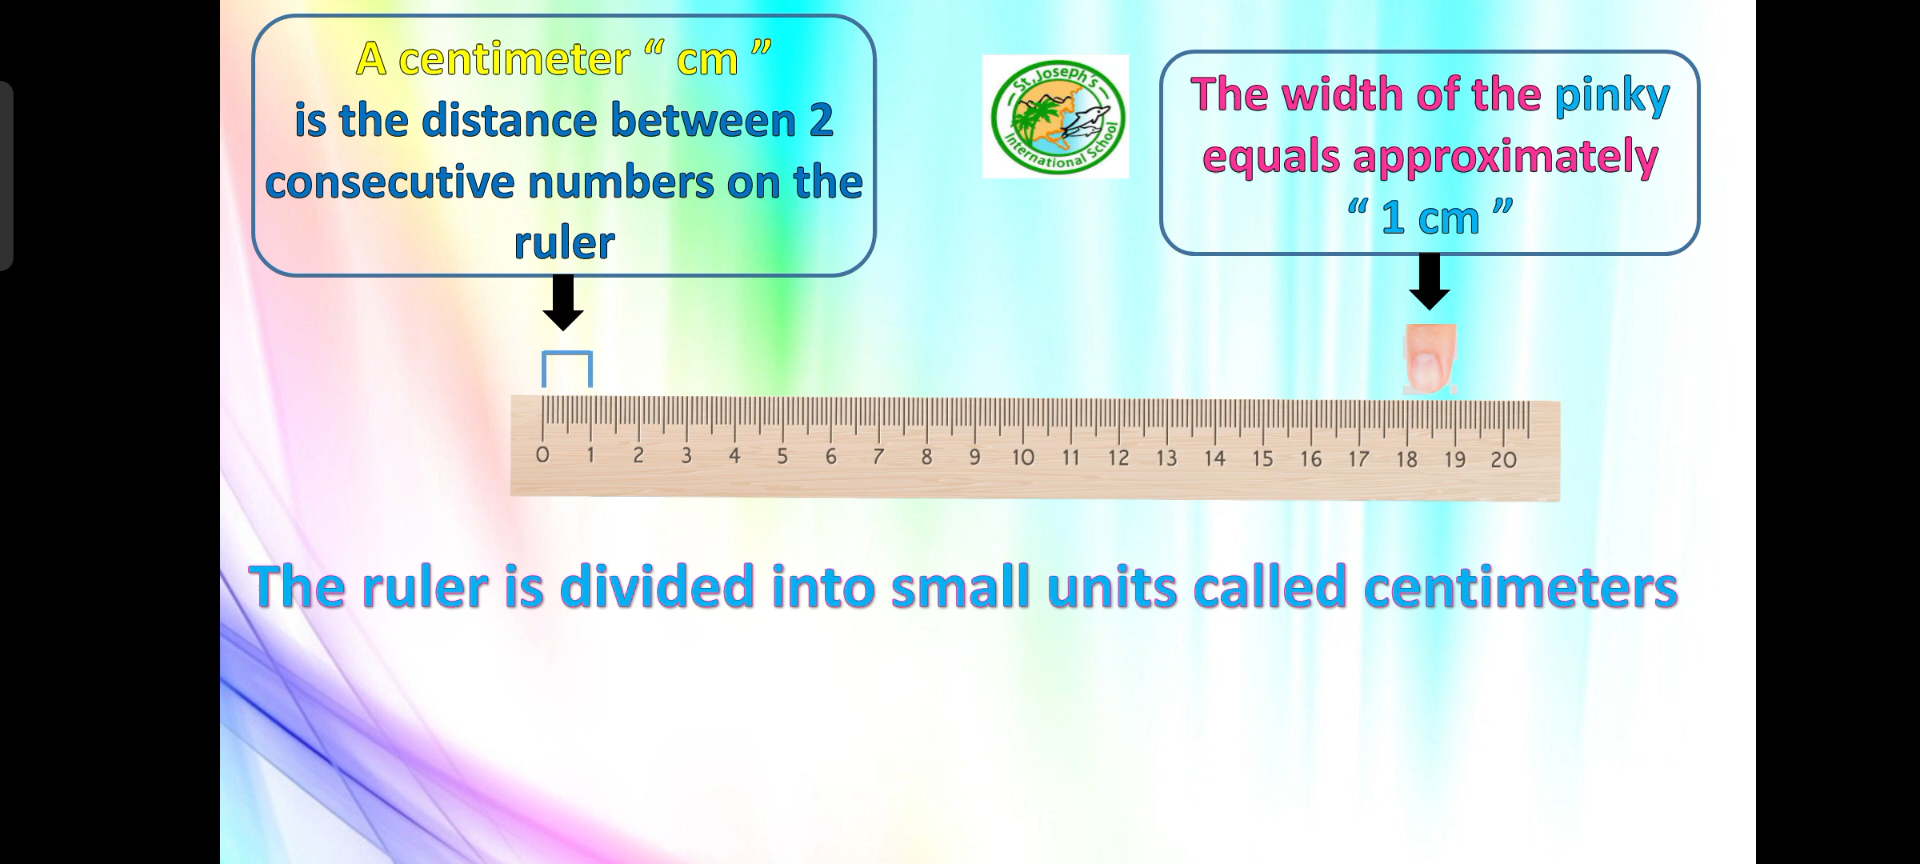 A centimeter “ cm ”
is the distance between 2
consecutive numbers on the
ruler
St. Joseph's
International School
The width of the pinky
equals approximately
“ 1 cm ”
0 1 2 3 4 5 6 7 8 9 10 11 12 13 14 15 16 17 18 19 20
The ruler is divided into small units called centimeters